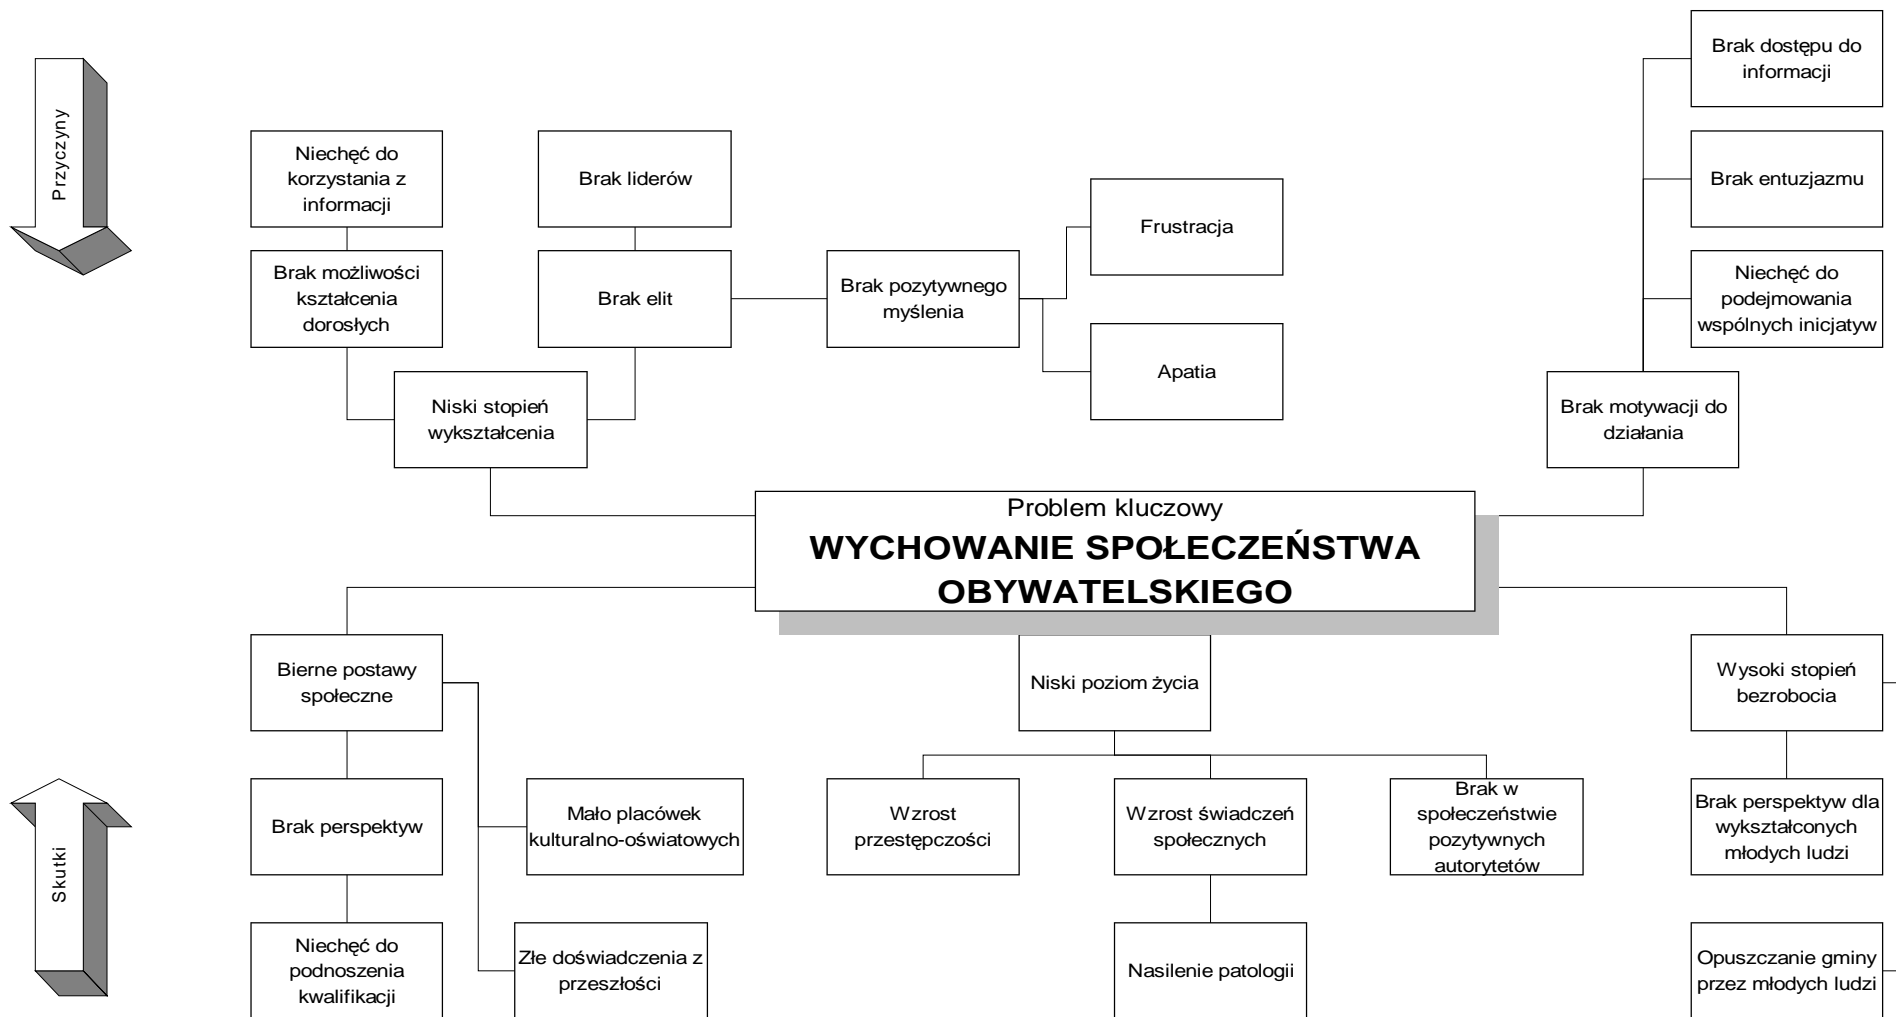 Przyczyny
Brak dostępu do
informacji
Niechęć do
korzystania z
informacji
Brak liderów
Brak entuzjazmu
Frustracja
Brak możliwości
kształcenia
dorosłych
Brak elit
Brak pozytywnego
myślenia
Niechęć do
podejmowania
wspólnych inicjatyw
Apatia
Niski stopień
wykształcenia
Brak motywacji do
działania
Problem kluczowy
WYCHOWANIE SPOŁECZEŃSTWA
OBYWATELSKIEGO
Bierne postawy
społeczne
Niski poziom życia
Wysoki stopień
bezrobocia
Skutki
Brak perspektyw
Mało placówek
kulturalno-oświatowych
Wzrost
przestępczości
Wzrost świadczeń
społecznych
Brak w
społeczeństwie
pozytywnych
autorytetów
Brak perspektyw dla
wykształconych
młodych ludzi
Niechęć do
podnoszenia
kwalifikacji
Złe doświadczenia z
przeszłości
Nasilenie patologii
Opuszczanie gminy
przez młodych ludzi